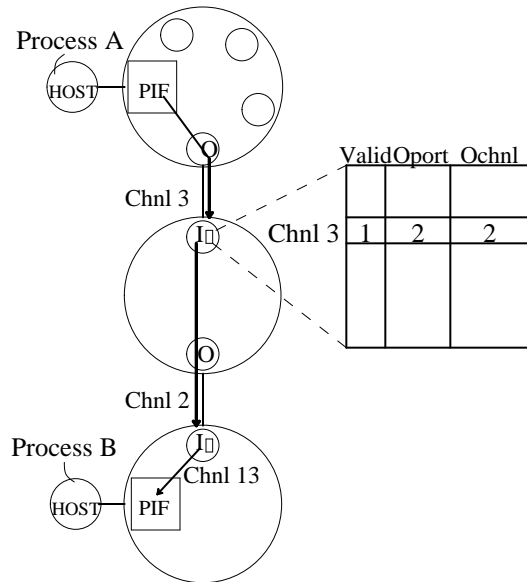 Process A
HOST
PIF
O
Valid Oport Ochnl
Chnl 3
I▯
Chnl 3 1 2 2
O
Chnl 2
Process B
I▯
Chnl 13
HOST
PIF